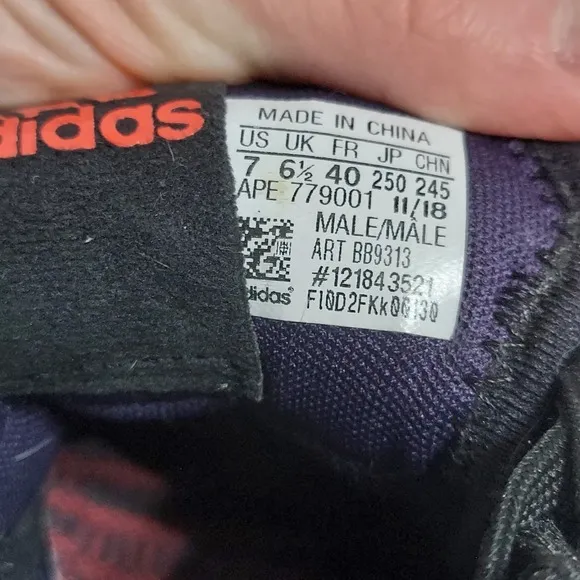 adidas
MADE IN CHINA
US UK FR JP CHN
7 6½ 40 250 245
APE 779001 11/18
MALE/MÂLE
ART BB9313
#121843521
adidas F10D2FKk00130